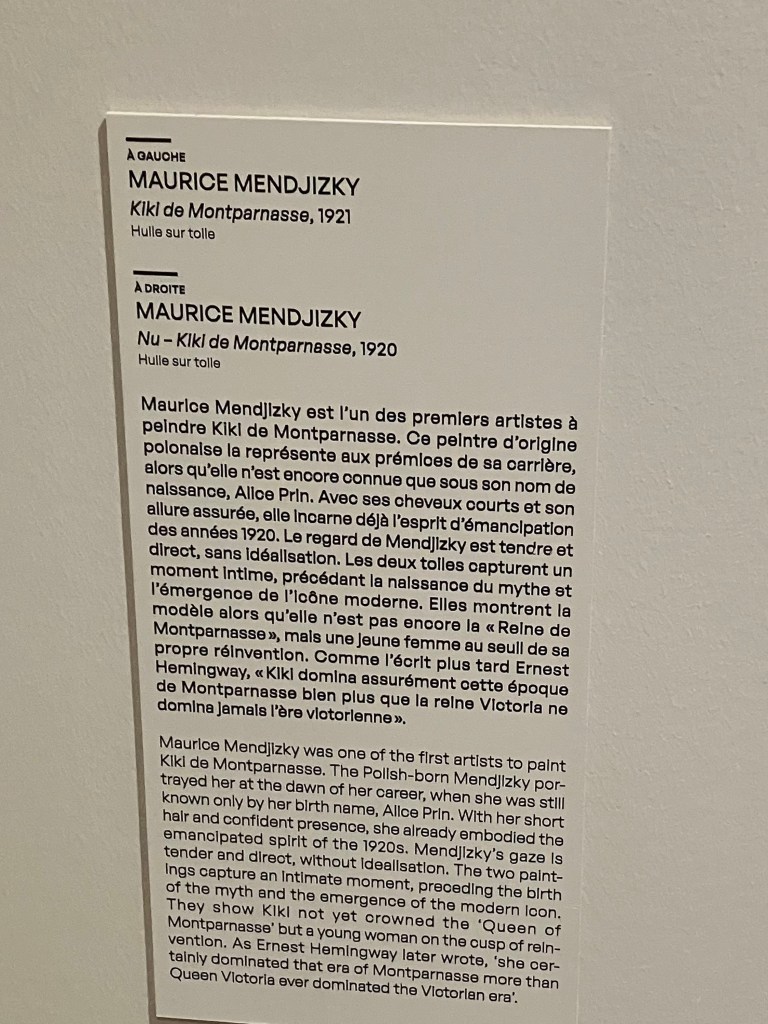 À GAUCHE
MAURICE MENDJIZKY
Kiki de Montparnasse, 1921
Huile sur toile
À DROITE
MAURICE MENDJIZKY
Nu – Kiki de Montparnasse, 1920
Huile sur toile
Maurice Mendjizky est l'un des premiers artistes à
peindre Kiki de Montparnasse. Ce peintre d'origine
polonaise la représente aux prémices de sa carrière,
alors qu'elle n'est encore connue que sous son nom de
naissance, Alice Prin. Avec ses cheveux courts et son
allure assurée, elle incarne déjà l'esprit d'émancipation
des années 1920. Le regard de Mendjizky est tendre et
direct, sans idéalisation. Les deux toiles capturent un
moment intime, précédant la naissance du mythe et
l'émergence de l'icône moderne. Elles montrent la
modèle alors qu'elle n'est pas encore la « Reine de
Montparnasse », mais une jeune femme au seuil de sa
propre réinvention. Comme l'écrit plus tard Ernest
Hemingway, « Kiki domina assurément cette époque
de Montparnasse bien plus que la reine Victoria ne
domina jamais l'ère victorienne ».
Maurice Mendjizky was one of the first artists to paint
Kiki de Montparnasse. The Polish-born Mendjizky por-
trayed her at the dawn of her career, when she was still
known only by her birth name, Alice Prin. With her short
hair and confident presence, she already embodied the
emancipated spirit of the 1920s. Mendjizky's gaze is
tender and direct, without idealisation. The two paint-
ings capture an intimate moment, preceding the birth
of the myth and the emergence of the modern icon.
They show Kiki not yet crowned the 'Queen of
Montparnasse' but a young woman on the cusp of rein-
vention. As Ernest Hemingway later wrote, 'she cer-
tainly dominated that era of Montparnasse more than
Queen Victoria ever dominated the Victorian era'.